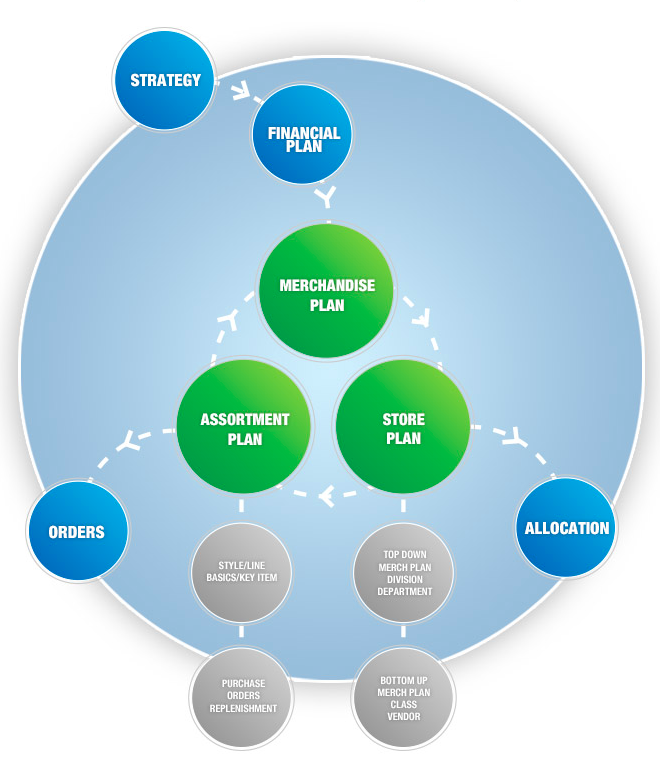 STRATEGY
FINANCIAL
PLAN
MERCHANDISE
PLAN
ASSORTMENT
PLAN
STORE
PLAN
ORDERS
ALLOCATION
STYLE/LINE
BASICS/KEY ITEM
TOP DOWN
MERCH PLAN
DIVISION
DEPARTMENT
PURCHASE
ORDERS
REPLENISHMENT
BOTTOM UP
MERCH PLAN
CLASS
VENDOR